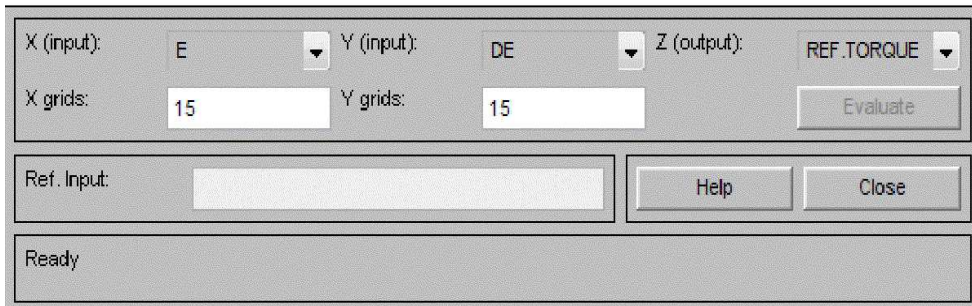 X (input): E Y (input): DE Z (output): REF.TORQUE
X grids: 15 Y grids: 15 Evaluate
Ref. Input: Help Close
Ready